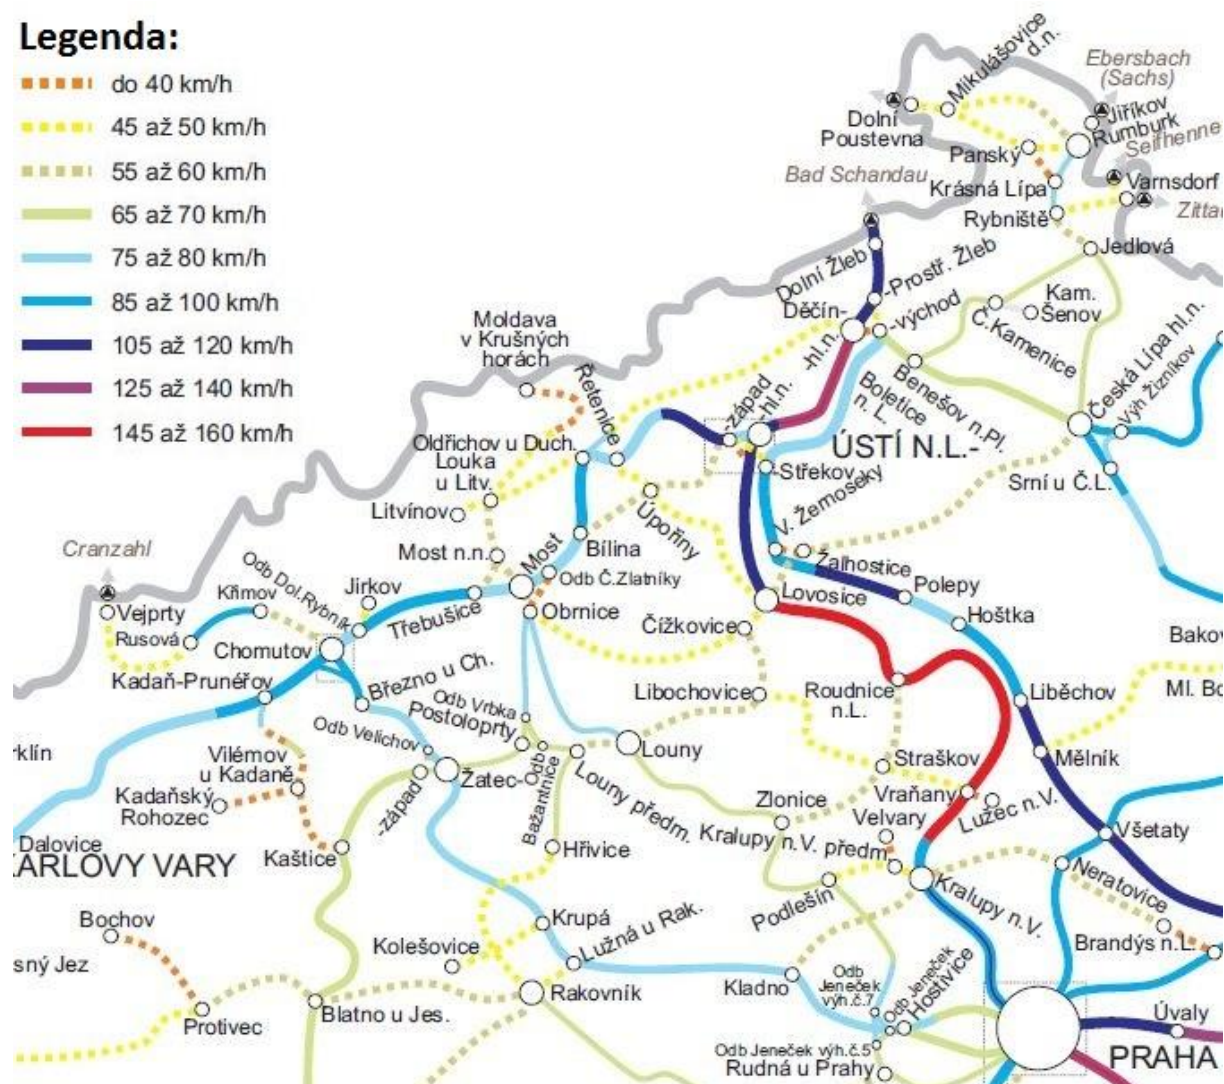 Legenda:
do 40 km/h
45 až 50 km/h
55 až 60 km/h
65 až 70 km/h
75 až 80 km/h
85 až 100 km/h
105 až 120 km/h
125 až 140 km/h
145 až 160 km/h
Mikulášovice
d.n.
Ebersbach
(Sachs)
Dolní
Poustevna
Jiříkov
Rumburk
Seifhenne
Panský
Bad Schandau
Krásná Lípa
Varnsdorf
Rybniště
Zittau
Jedlová
Dolní Žleb
Prostř. Žleb
Děčín-
-východ
-hl.n.
Kam.
Šenov
Č.Kamenice
Moldava
v Krušných
horách
Řetenice
-západ
-hl.n.
Boletice
n. L.
Benešov n.Pl.
Česká Lípa hl.n.
Výh Žizníkov
Oldřichov u Duch.
Louka
u Litv.
ÚSTÍ N.L.-
-Střekov
Srní u Č.L.
Litvínov
V. Žernoseky
Úpořiny
Cranzahl
Most n.n.
Most
Bílina
Žalhostice
Odb Č.Zlatníky
Polepy
Odb Dol.Rybník
Jirkov
Křimov
Vejprty
Třebušice
Obrnice
Lovosice
Hoštka
Rusová
Chomutov
Čížkovice
Bakov
Kadaň-Prunéřov
Březno u Ch.
Libochovice
Roudnice
n.L.
Liběchov
Ml. Bo
Odb Vrbka
Postoloprty
Odb Velichov
rklín
Vilémov
u Kadaně
Louny
Straškov
Mělník
Žatec-
-západ
Odb
Bažantnice
Louny předm.
Kadaňský
Rohozec
Zlonice
Vraňany
Lužec n.V.
Velvary
Dalovice
Kralupy n.V. předm.
Všetaty
KARLOVY VARY
Kaštice
Hřivice
Neratovice
Podlešín
Kralupy n.V.
Bochov
Krupá
Lužná u Rak.
Kolešovice
Brandýs n.L.
sný Jez
Odb
Jeneček
výh.č.7
Odb Jeneček
Hostivice
Kladno
Rakovník
Protivec
Blatno u Jes.
Úvaly
Odb Jeneček výh.č.5
Rudná u Prahy
PRAHA